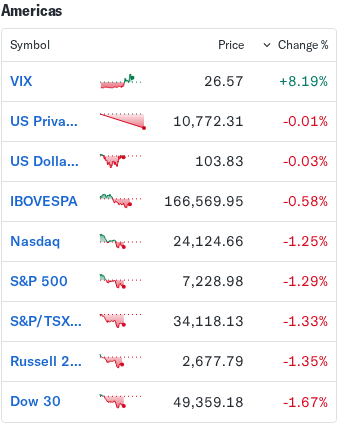 Americas
Symbol Price Change %
VIX 26.57 +8.19%
US Priva... 10,772.31 -0.01%
US Dolla... 103.83 -0.03%
IBOVESPA 166,569.95 -0.58%
Nasdaq 24,124.66 -1.25%
S&P 500 7,228.98 -1.29%
S&P/TSX... 34,118.13 -1.33%
Russell 2... 2,677.79 -1.35%
Dow 30 49,359.18 -1.67%